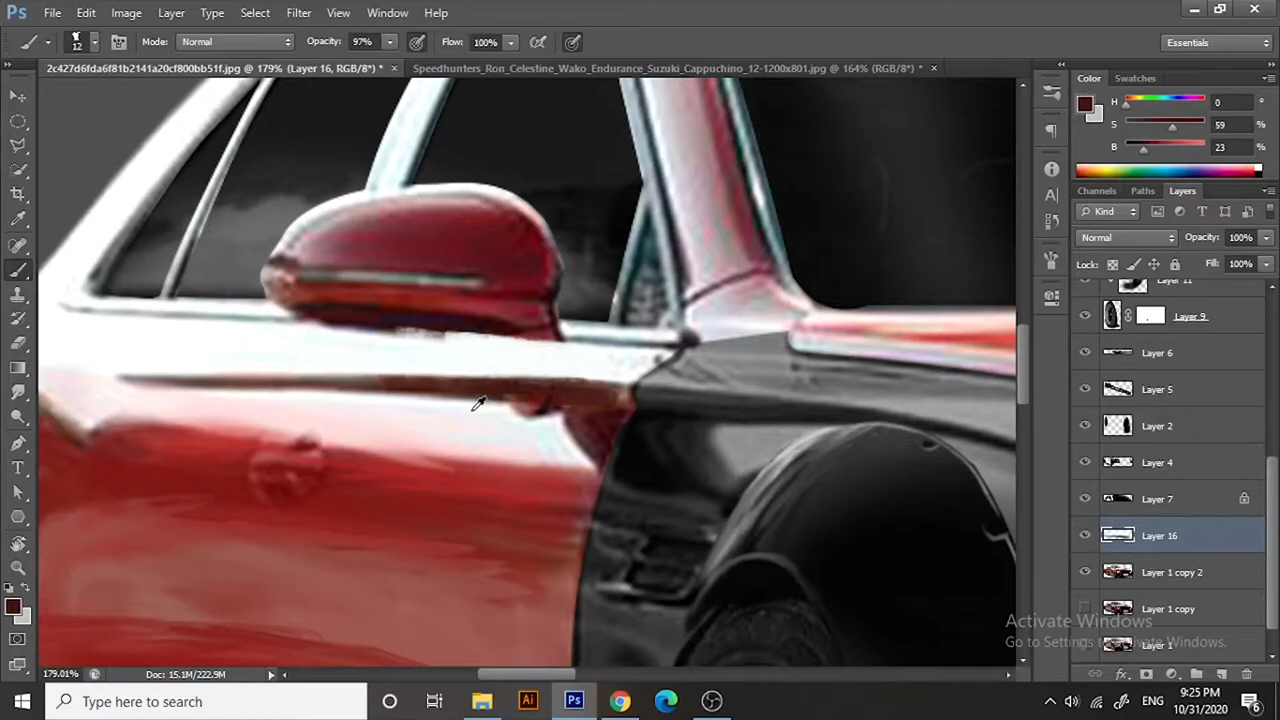 Ps File Edit Image Layer Type Select Filter View Window Help
12 Mode: Normal Opacity: 97% Flow: 100% Essentials
2c427d6fda6f81b2141a20cf800bb51f.jpg @ 179% (Layer 16, RGB/8*) * × Speedhunters_Ron_Celestine_Wako_Endurance_Suzuki_Cappuchino_12-1200x801.jpg @ 164% (RGB/8*) * ×
Color Swatches
H 0 °
S 59 %
B 23 %
Channels Paths Layers
Kind
Normal Opacity: 100%
Lock: Fill: 100%
Layer 11
Layer 9
Layer 6
Layer 5
Layer 2
Layer 4
Layer 7
Layer 16
Layer 1 copy 2
Layer 1 copy
Layer 1
Activate Windows
Go to Settings to Activate Windows.
179.01% Doc: 15.1M/222.9M
Type here to search
Ai Ps
ENG
9:25 PM
10/31/2020
6